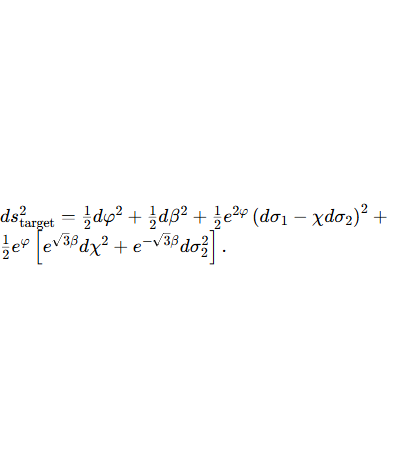 ds²_target = ½dφ² + ½dβ² + ½e^{2φ} (dσ₁ − χdσ₂)² +
½e^φ [e^{√3β}dχ² + e^{−√3β}dσ₂²] .